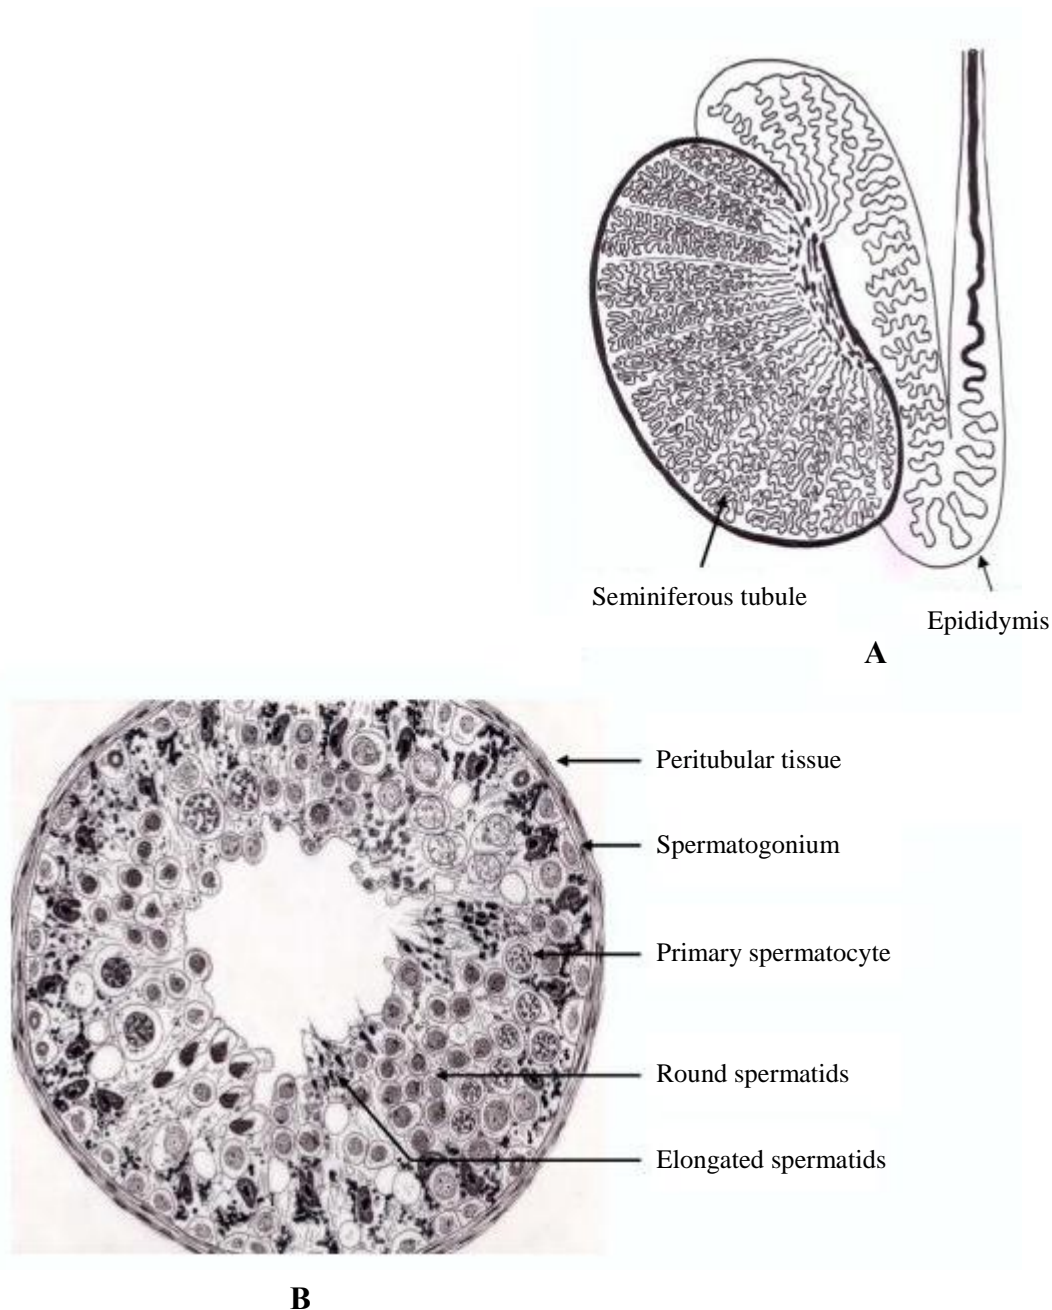 Seminiferous tubule
Epididymis
A
Peritubular tissue
Spermatogonium
Primary spermatocyte
Round spermatids
Elongated spermatids
B